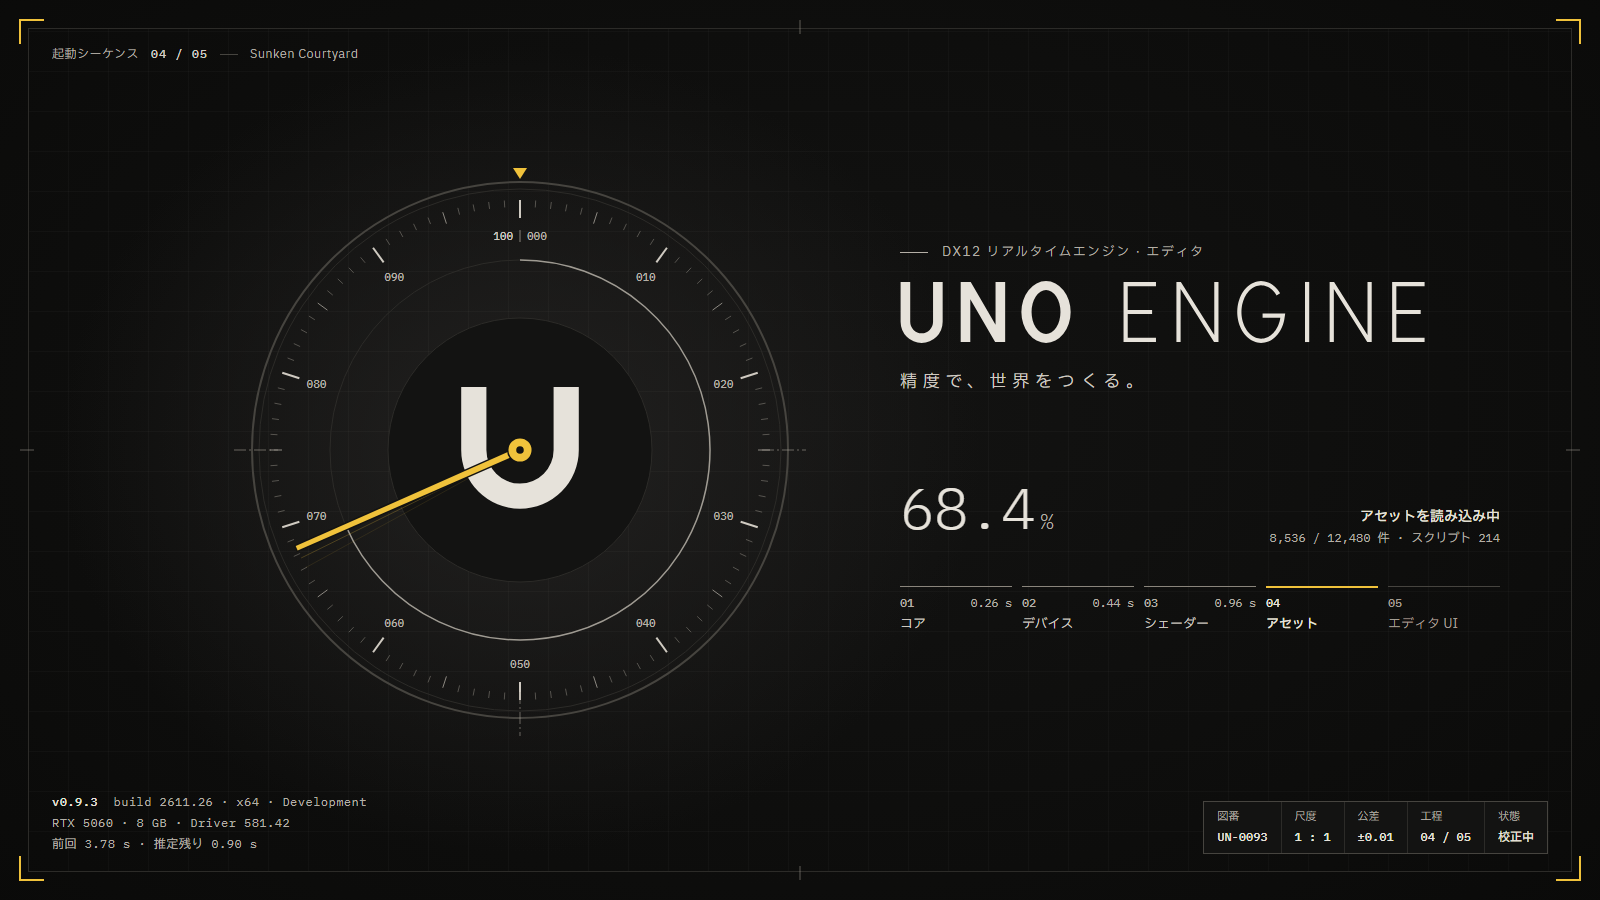 起動シーケンス 04 / 05 — Sunken Courtyard
100 | 000
090
010
080
020
U
070
030
060
040
050
DX12 リアルタイムエンジン · エディタ
UNO ENGINE
精度で、世界をつくる。
68.4%
アセットを読み込み中
8,536 / 12,480 件 · スクリプト 214
01 0.26 s 02 0.44 s 03 0.96 s 04 05
コア デバイス シェーダー アセット エディタ UI
v0.9.3 build 2611.26 · x64 · Development
RTX 5060 · 8 GB · Driver 581.42
前回 3.78 s · 推定残り 0.90 s
図番 尺度 公差 工程 状態
UN-0093 1 : 1 ±0.01 04 / 05 校正中